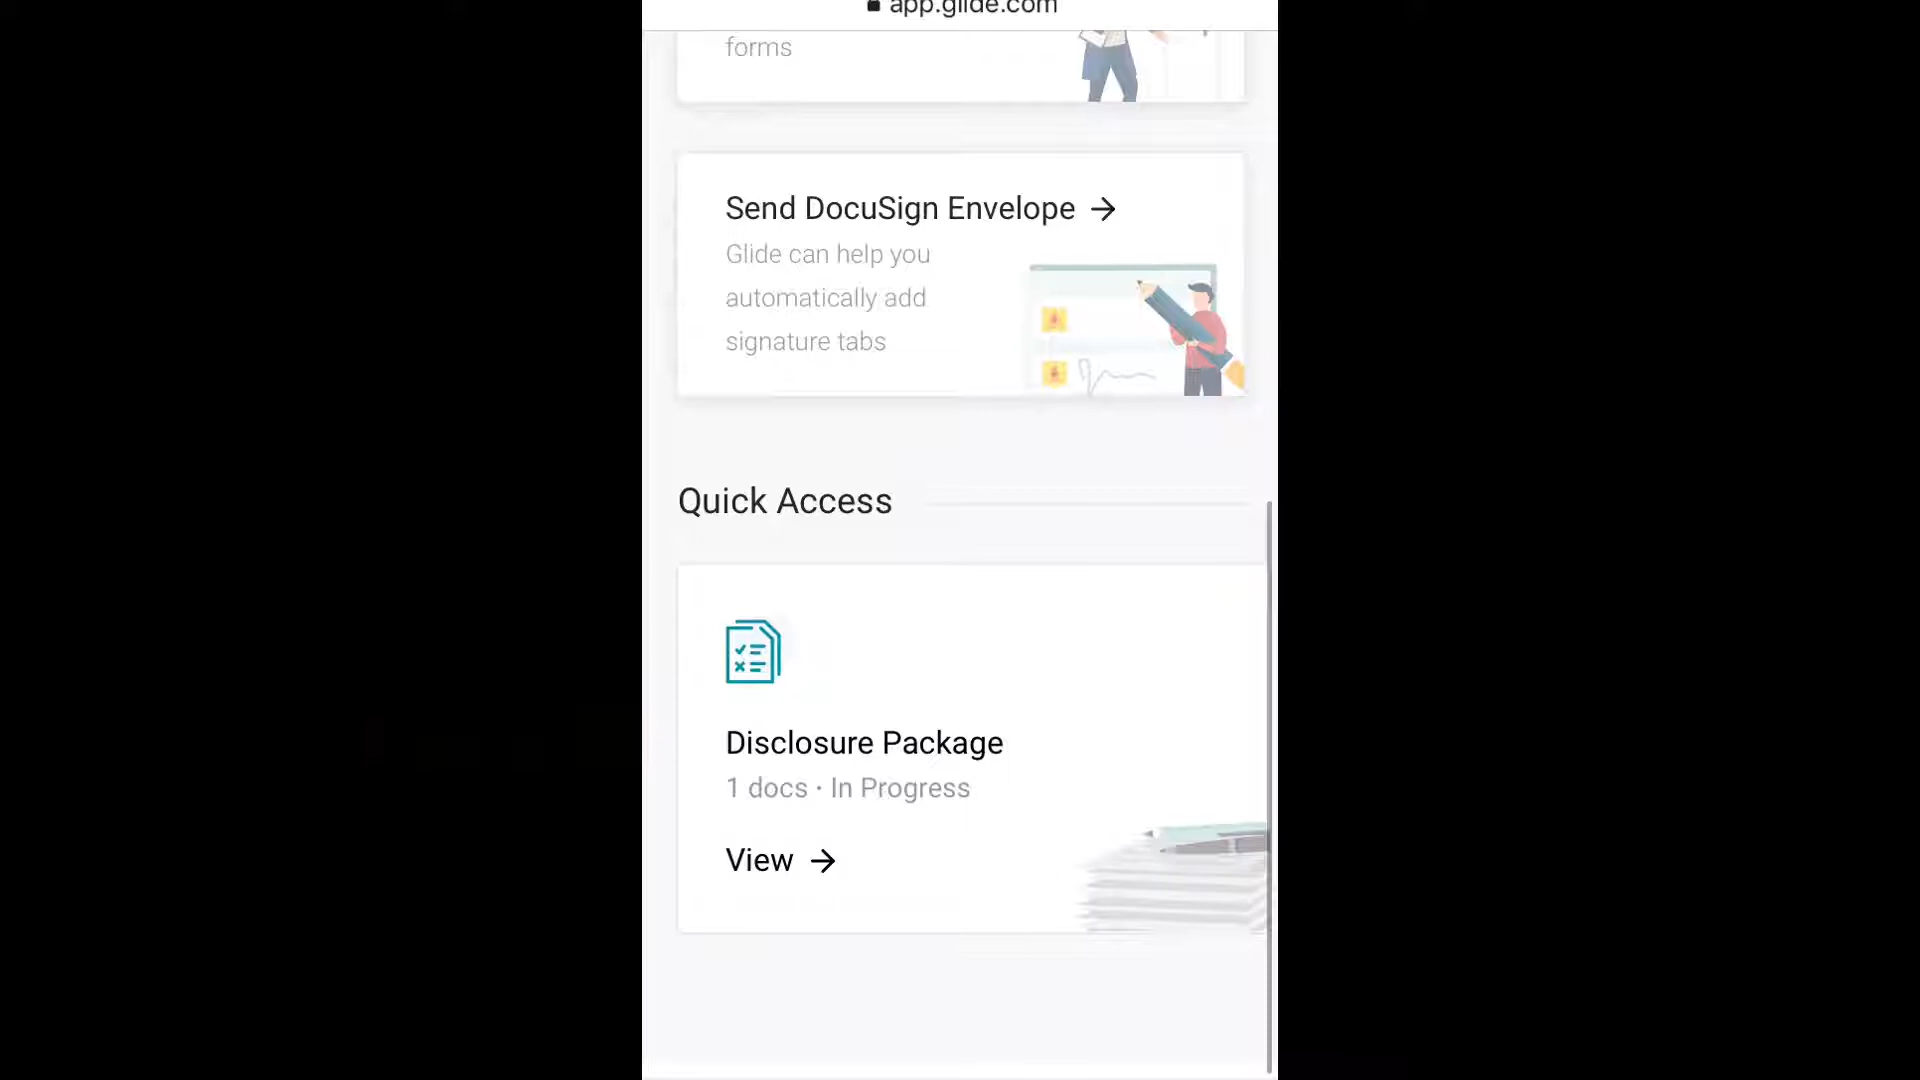 app.glide.com
forms
Send DocuSign Envelope →
Glide can help you
automatically add
signature tabs
Quick Access
Disclosure Package
1 docs · In Progress
View →